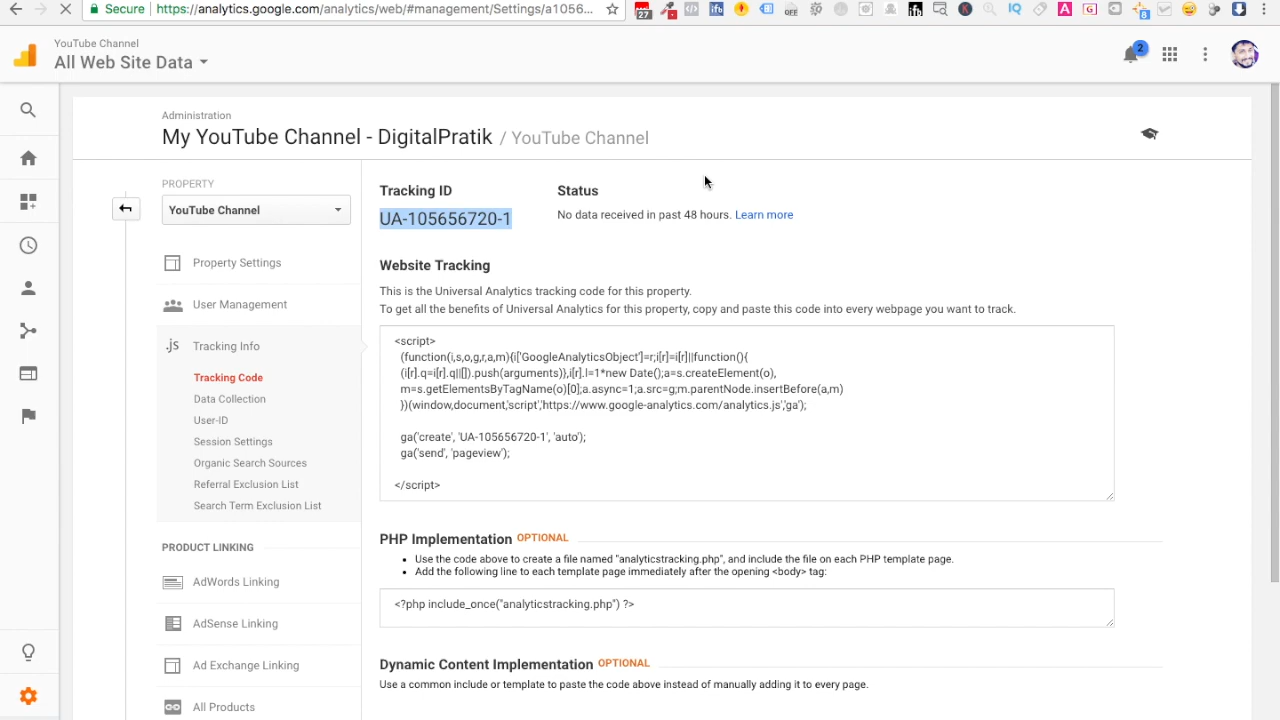 Secure https://analytics.google.com/analytics/web/#management/Settings/a1056...
27
8
YouTube Channel
All Web Site Data
2
Administration
My YouTube Channel - DigitalPratik / YouTube Channel
PROPERTY
YouTube Channel
Property Settings
User Management
.js Tracking Info
Tracking Code
Data Collection
User-ID
Session Settings
Organic Search Sources
Referral Exclusion List
Search Term Exclusion List
PRODUCT LINKING
AdWords Linking
AdSense Linking
Ad Exchange Linking
All Products
Tracking ID
UA-105656720-1
Status
No data received in past 48 hours. Learn more
Website Tracking
This is the Universal Analytics tracking code for this property.
To get all the benefits of Universal Analytics for this property, copy and paste this code into every webpage you want to track.
<script>
(function(i,s,o,g,r,a,m){i['GoogleAnalyticsObject']=r;i[r]=i[r]||function(){
(i[r].q=i[r].q||[]).push(arguments)},i[r].l=1*new Date();a=s.createElement(o),
m=s.getElementsByTagName(o)[0];a.async=1;a.src=g;m.parentNode.insertBefore(a,m)
})(window,document,'script','https://www.google-analytics.com/analytics.js','ga');
ga('create', 'UA-105656720-1', 'auto');
ga('send', 'pageview');
</script>
PHP Implementation OPTIONAL
• Use the code above to create a file named "analyticstracking.php", and include the file on each PHP template page.
• Add the following line to each template page immediately after the opening <body> tag:
<?php include_once("analyticstracking.php") ?>
Dynamic Content Implementation OPTIONAL
Use a common include or template to paste the code above instead of manually adding it to every page.